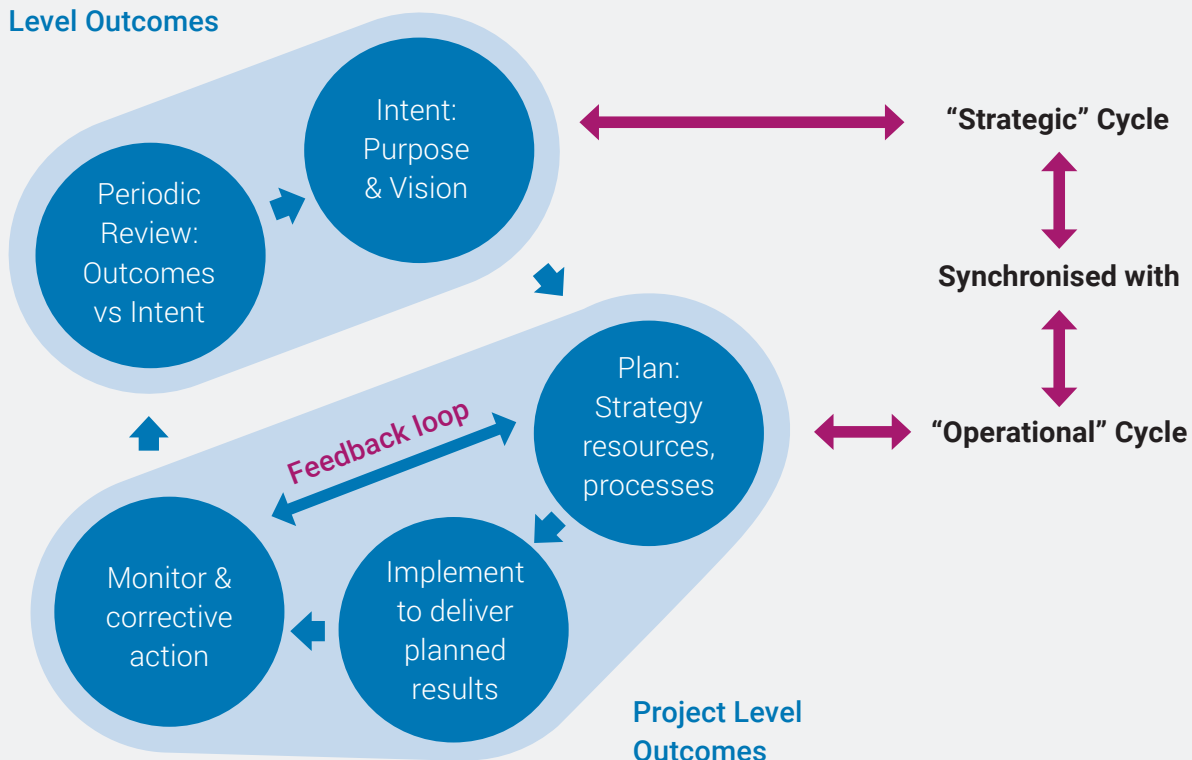 Level Outcomes
Intent:
Purpose
& Vision
Periodic
Review:
Outcomes
vs Intent
“Strategic” Cycle
Synchronised with
“Operational” Cycle
Plan:
Strategy
resources,
processes
Feedback loop
Implement
to deliver
planned
results
Monitor &
corrective
action
Project Level
Outcomes